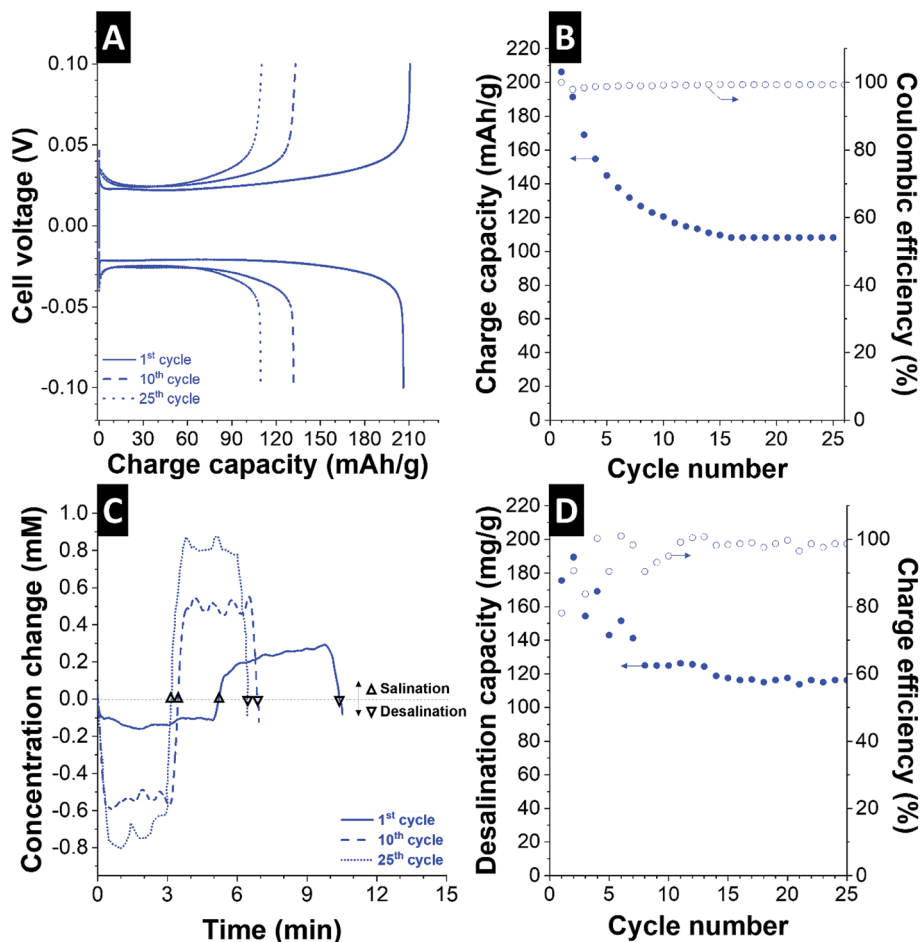 A
Cell voltage (V)
0.10
0.05
0.00
-0.05
-0.10
1st cycle
10th cycle
25th cycle
0 30 60 90 120 150 180 210
Charge capacity (mAh/g)
B
Charge capacity (mAh/g)
220
200
180
160
140
120
100
80
60
40
20
0
100
80
60
40
20
0
Coulombic efficiency (%)
0 5 10 15 20 25
Cycle number
C
Concentration change (mM)
1.0
0.8
0.6
0.4
0.2
0.0
-0.2
-0.4
-0.6
-0.8
Salination
Desalination
1st cycle
10th cycle
25th cycle
0 3 6 9 12 15
Time (min)
D
Desalination capacity (mg/g)
220
200
180
160
140
120
100
80
60
40
20
0
100
80
60
40
20
0
Charge efficiency (%)
0 5 10 15 20 25
Cycle number